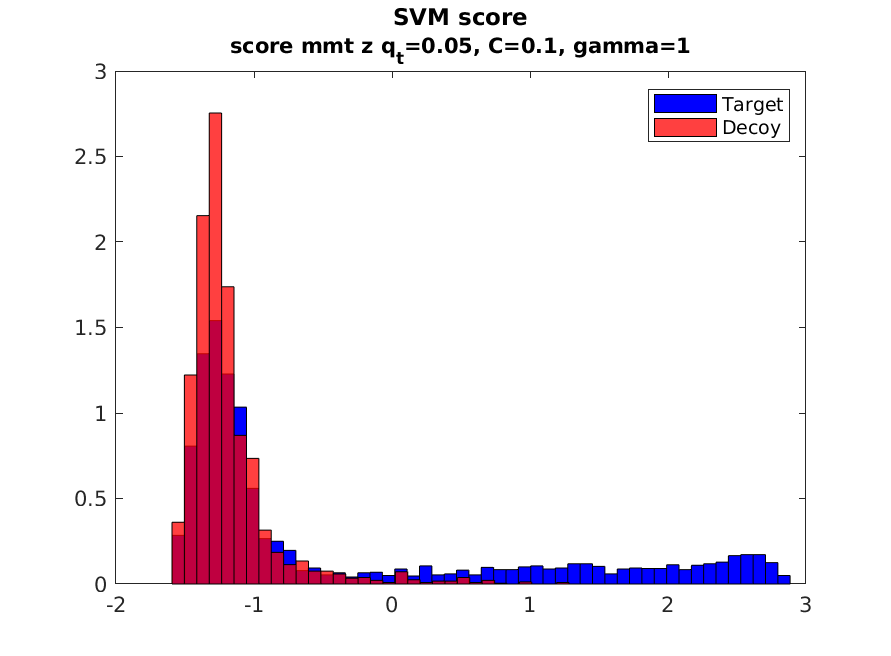 SVM score
score mmt z q_t=0.05, C=0.1, gamma=1
3
2.5
2
1.5
1
0.5
0
-2 -1 0 1 2 3
Target
Decoy